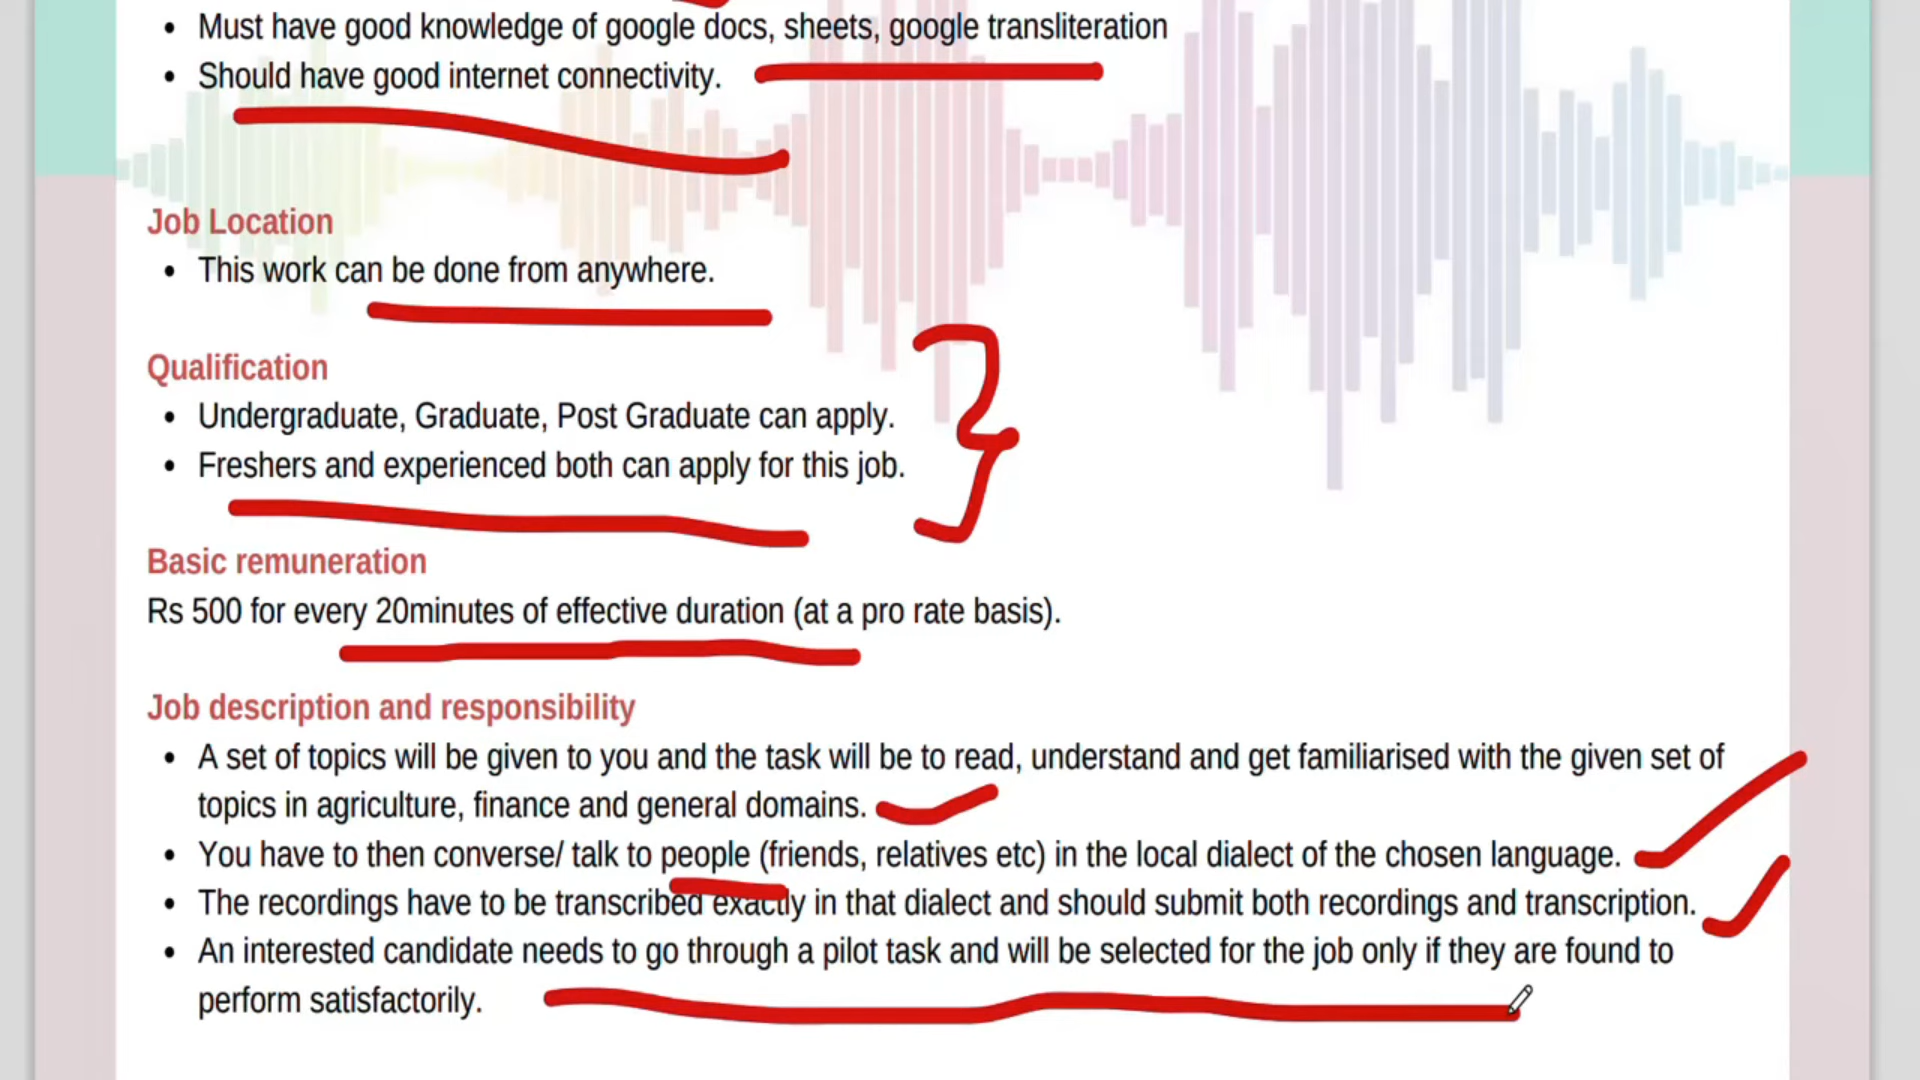 • Must have good knowledge of google docs, sheets, google transliteration
• Should have good internet connectivity.
Job Location
• This work can be done from anywhere.
Qualification
• Undergraduate, Graduate, Post Graduate can apply.
• Freshers and experienced both can apply for this job.
Basic remuneration
Rs 500 for every 20minutes of effective duration (at a pro rate basis).
Job description and responsibility
• A set of topics will be given to you and the task will be to read, understand and get familiarised with the given set of
topics in agriculture, finance and general domains.
• You have to then converse/ talk to people (friends, relatives etc) in the local dialect of the chosen language.
• The recordings have to be transcribed exactly in that dialect and should submit both recordings and transcription.
• An interested candidate needs to go through a pilot task and will be selected for the job only if they are found to
perform satisfactorily.